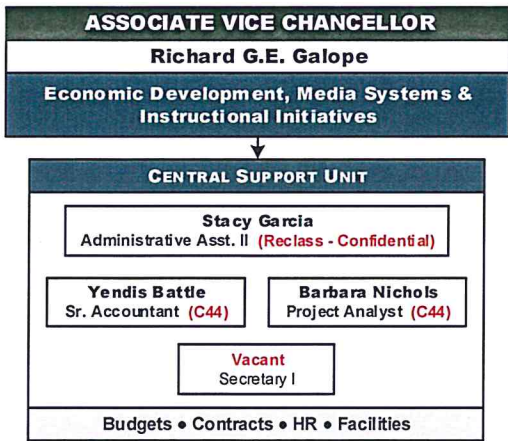 ASSOCIATE VICE CHANCELLOR
Richard G.E. Galope
Economic Development, Media Systems &
Instructional Initiatives
CENTRAL SUPPORT UNIT
Stacy Garcia
Administrative Asst. II (Reclass - Confidential)
Yendis Battle
Sr. Accountant (C44)
Barbara Nichols
Project Analyst (C44)
Vacant
Secretary I
Budgets ● Contracts ● HR ● Facilities